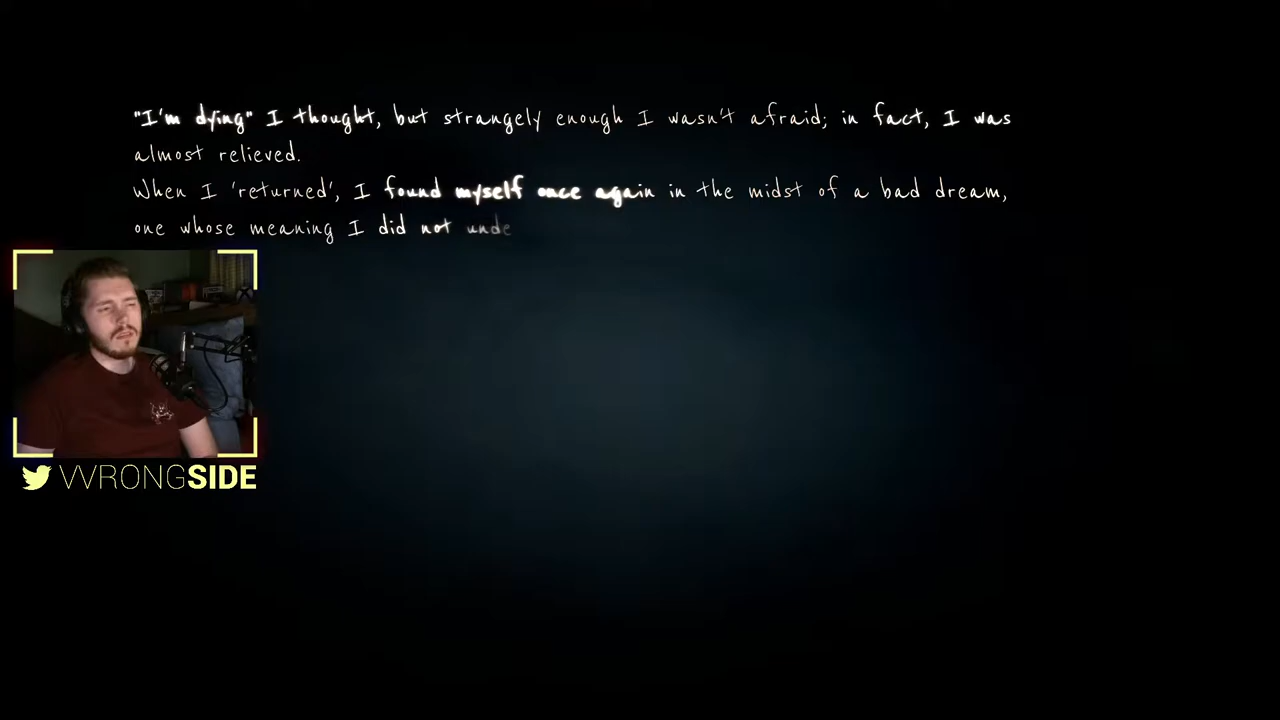 "I'm dying" I thought, but strangely enough I wasn't afraid; in fact, I was
almost relieved.
When I 'returned', I found myself once again in the midst of a bad dream,
one whose meaning I did not unde
VVRONGSIDE